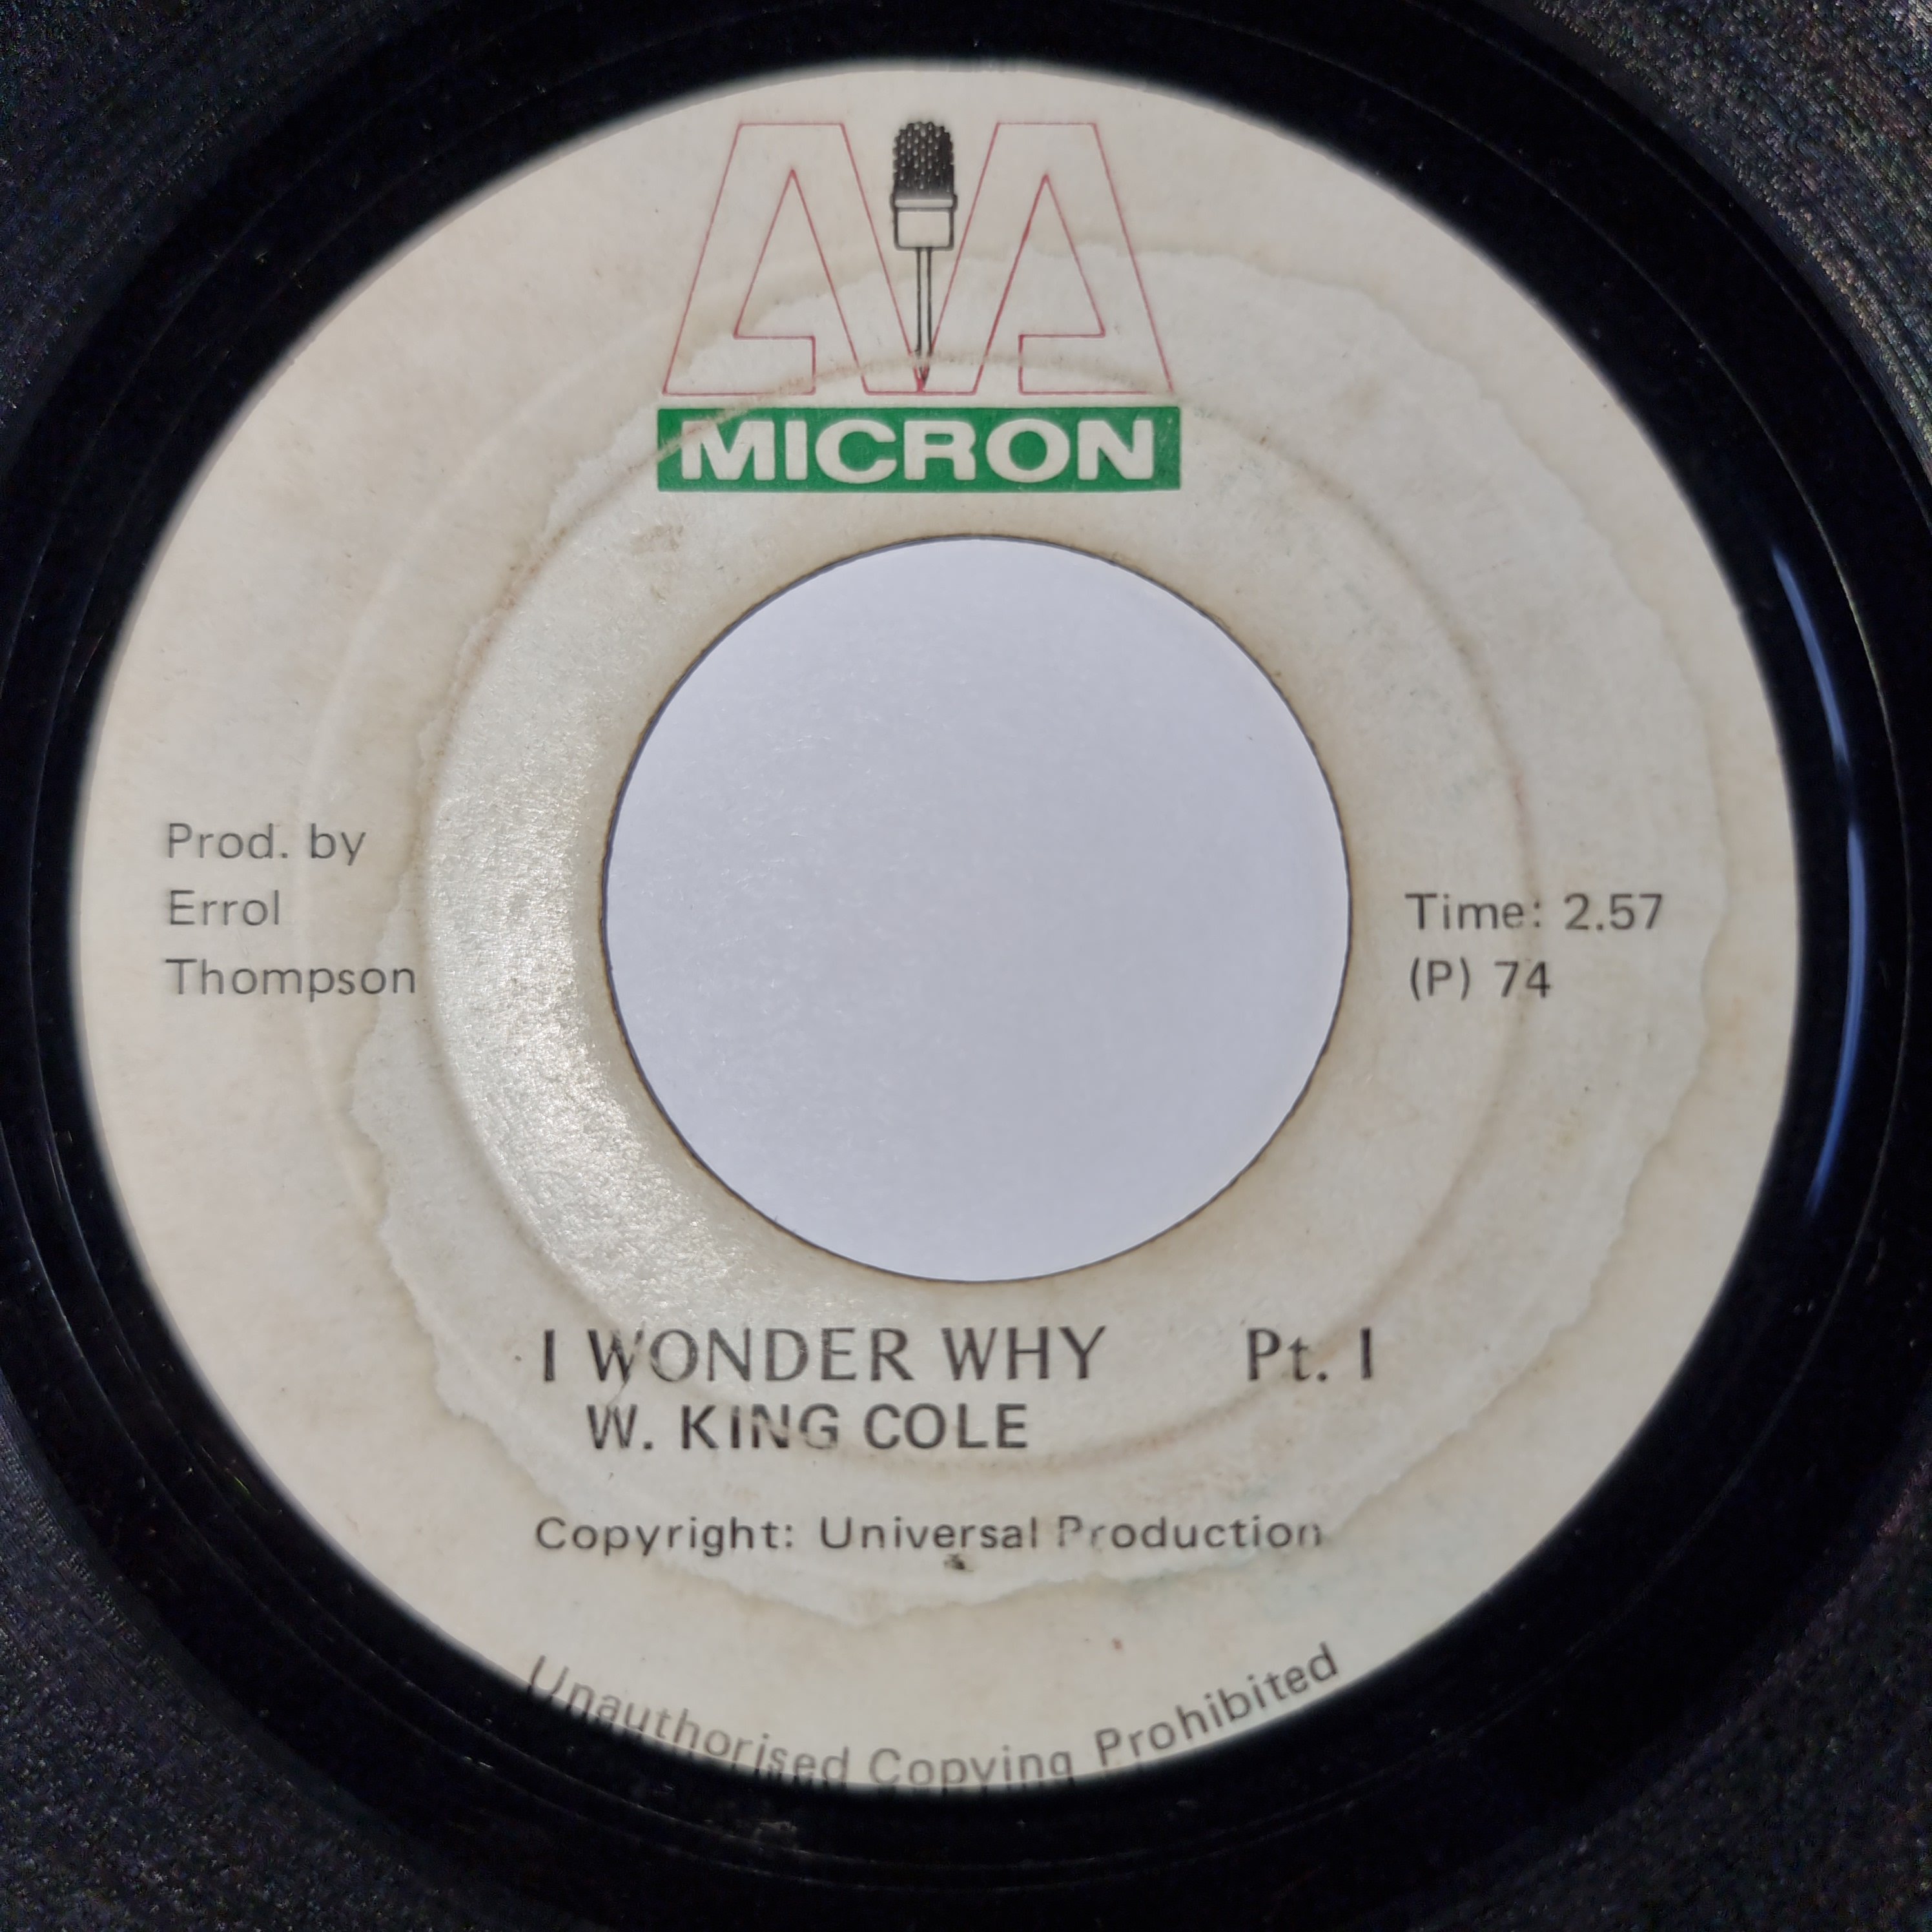 MICRON
Prod. by
Errol
Thompson
Time: 2.57
(P) 74
I WONDER WHY Pt. I
W. KING COLE
Copyright: Universal Production
Unauthorised Copying Prohibited